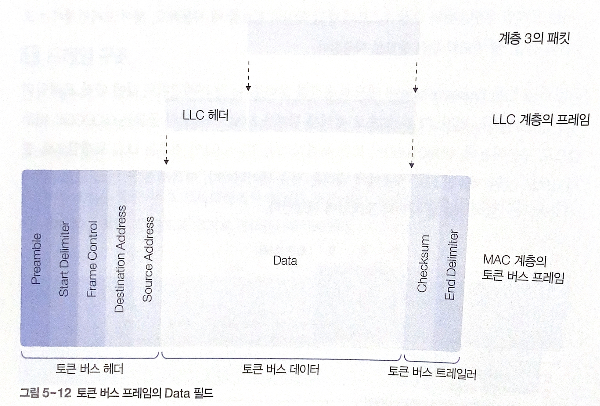 계층 3의 패킷
LLC 헤더
LLC 계층의 프레임
Preamble
Start Delimiter
Frame Control
Destination Address
Source Address
Data
Checksum
End Delimiter
MAC 계층의
토큰 버스 프레임
토큰 버스 헤더
토큰 버스 데이터
토큰 버스 트레일러
그림 5-12 토큰 버스 프레임의 Data 필드